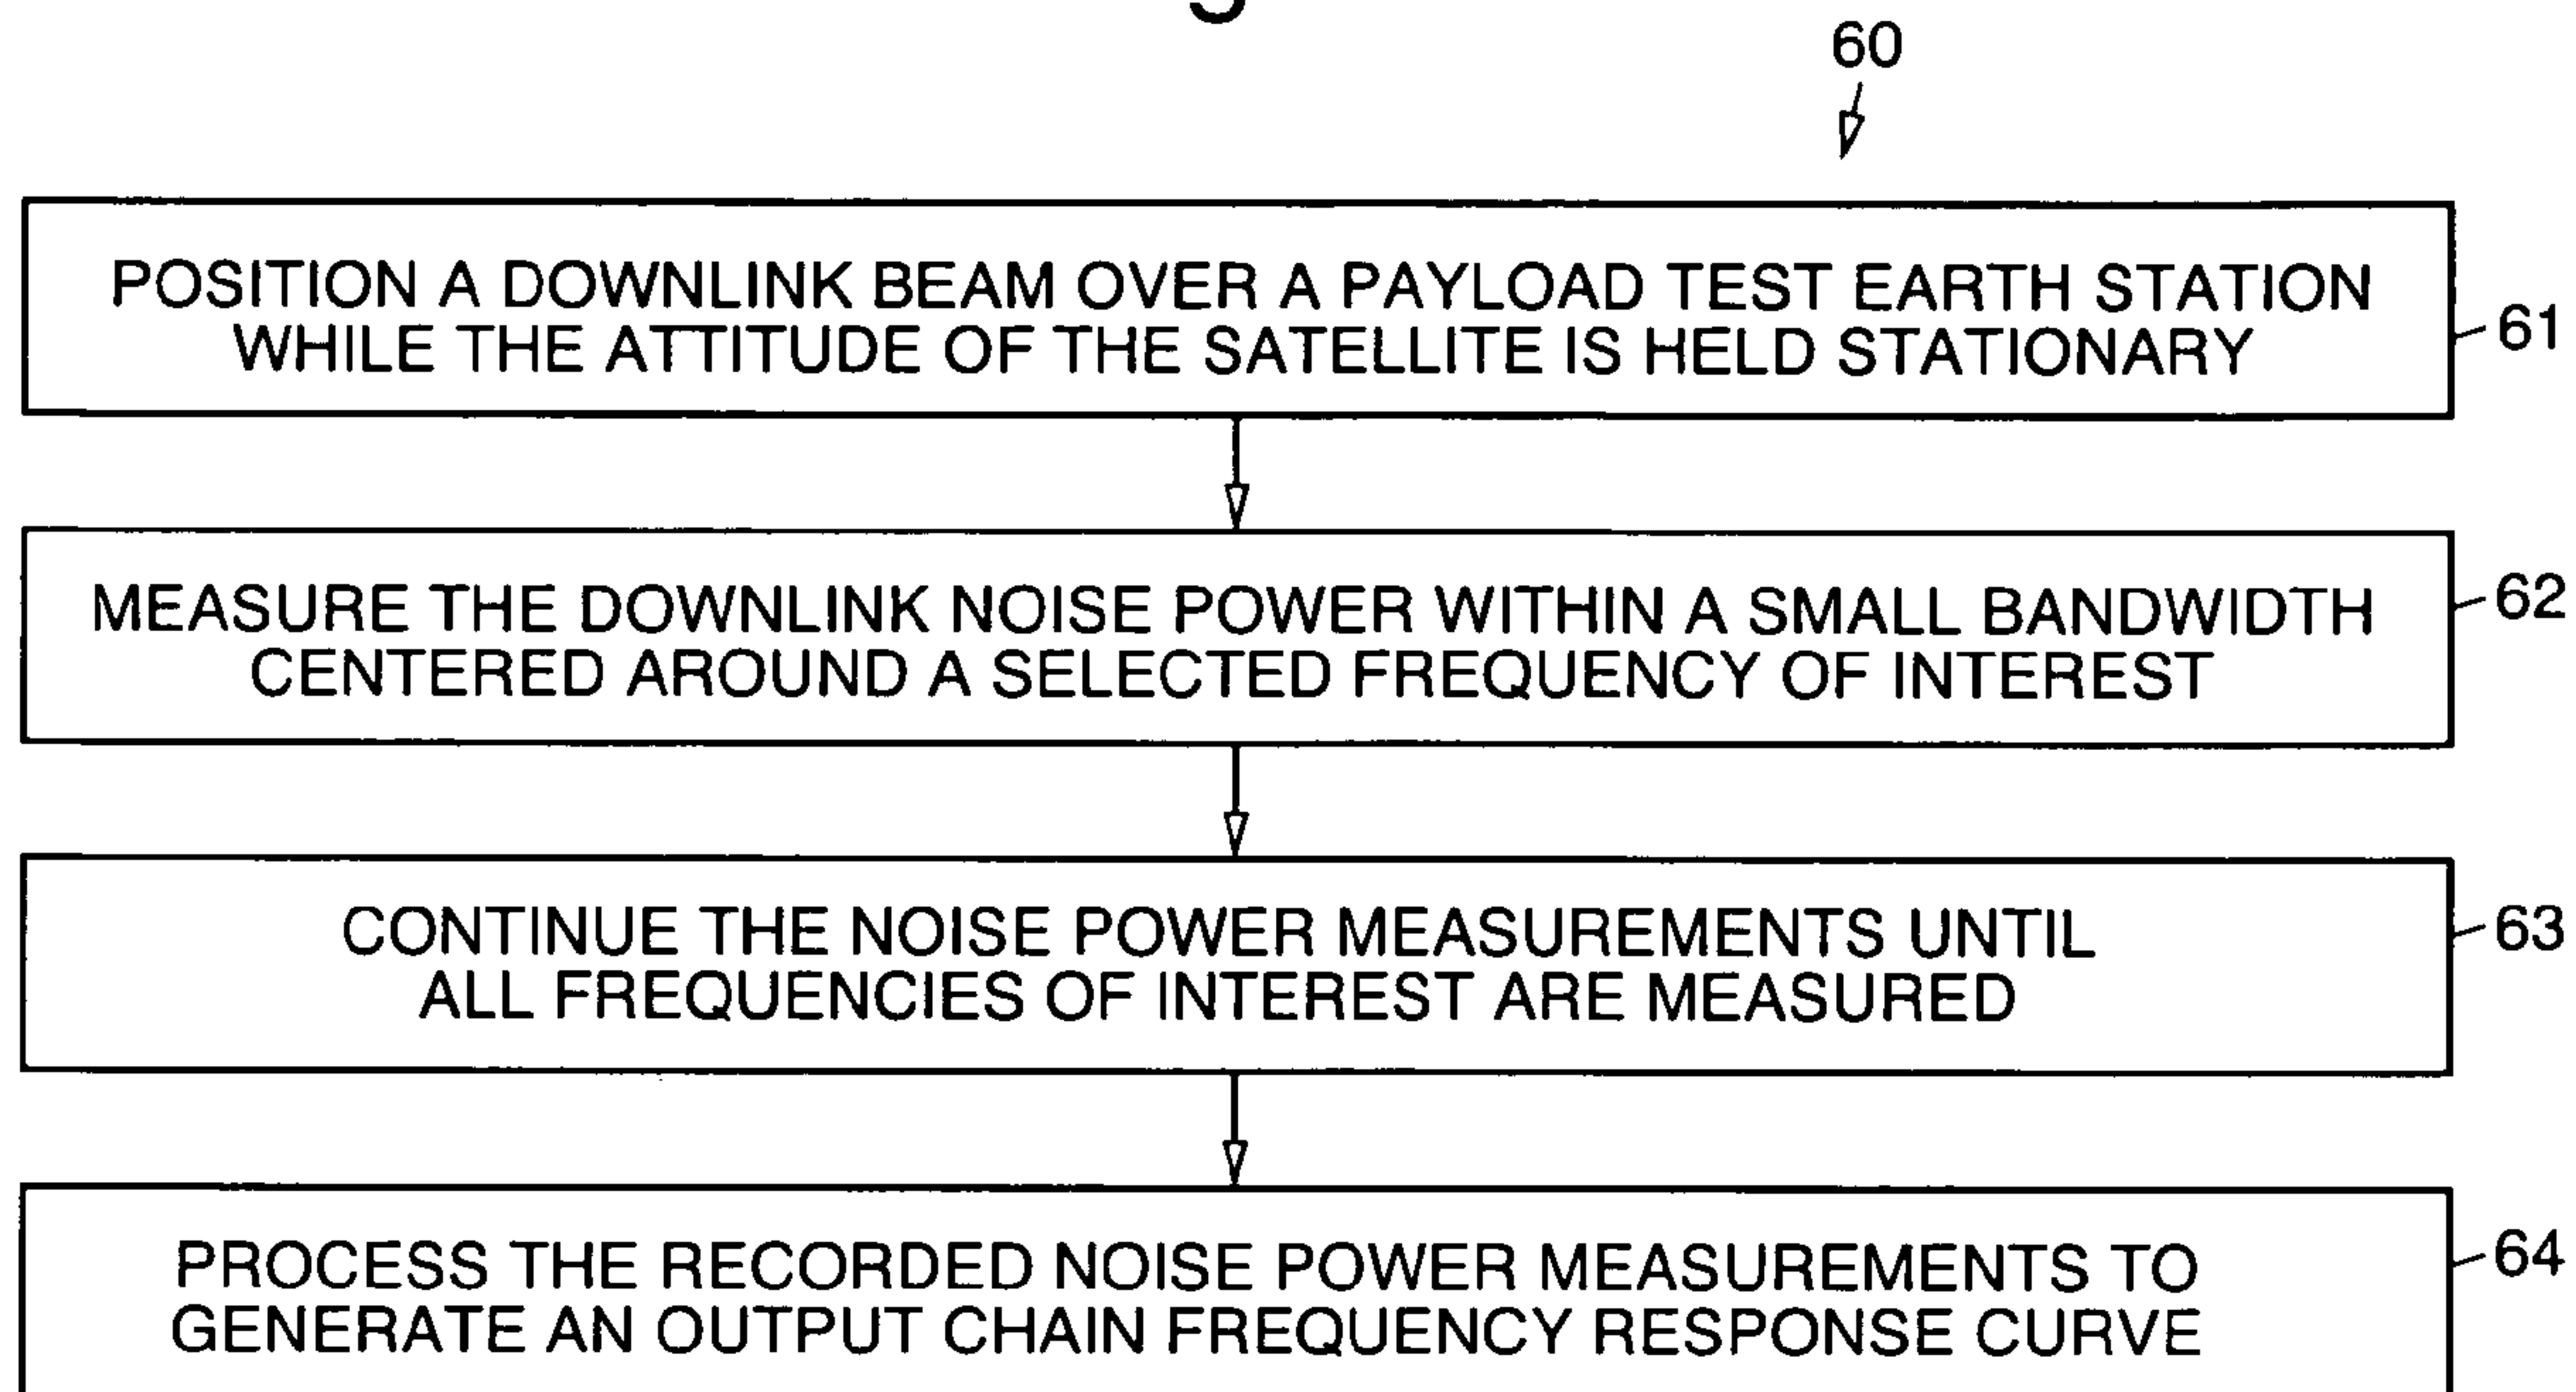 60
POSITION A DOWNLINK BEAM OVER A PAYLOAD TEST EARTH STATION
WHILE THE ATTITUDE OF THE SATELLITE IS HELD STATIONARY
61
MEASURE THE DOWNLINK NOISE POWER WITHIN A SMALL BANDWIDTH
CENTERED AROUND A SELECTED FREQUENCY OF INTEREST
62
CONTINUE THE NOISE POWER MEASUREMENTS UNTIL
ALL FREQUENCIES OF INTEREST ARE MEASURED
63
PROCESS THE RECORDED NOISE POWER MEASUREMENTS TO
GENERATE AN OUTPUT CHAIN FREQUENCY RESPONSE CURVE
64